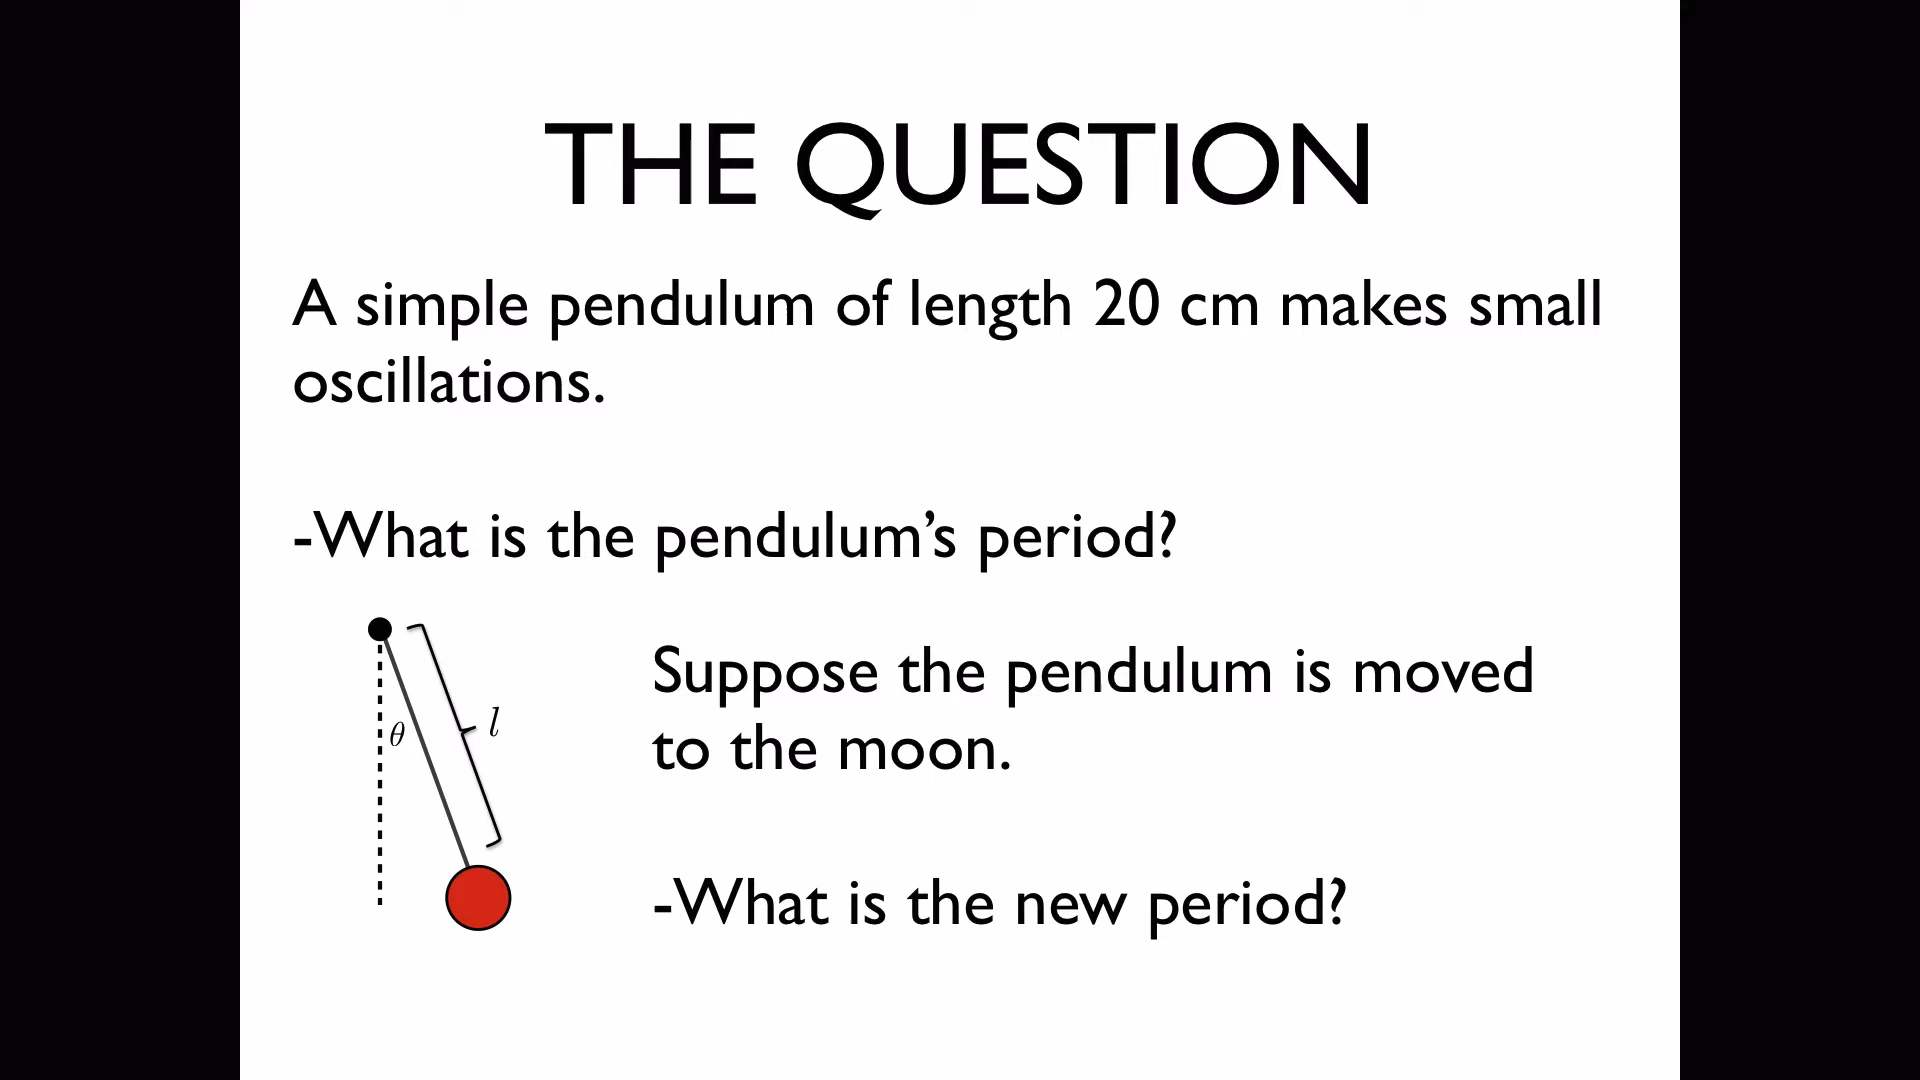 THE QUESTION
A simple pendulum of length 20 cm makes small
oscillations.
-What is the pendulum’s period?
θ
l
Suppose the pendulum is moved
to the moon.
-What is the new period?